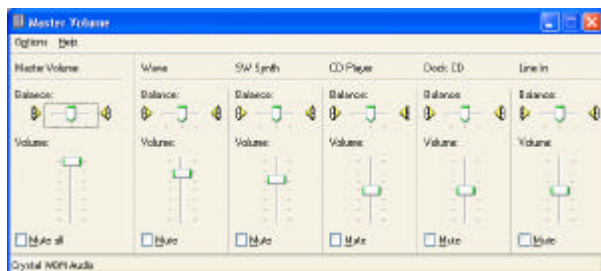 Master Volume
Options Help
Master Volume Wave SW Synth CD Player Dock CD Line In
Balance: Balance: Balance: Balance: Balance: Balance:
Volume: Volume: Volume: Volume: Volume: Volume:
Mute all Mute Mute Mute Mute Mute
Crystal WDM Audio